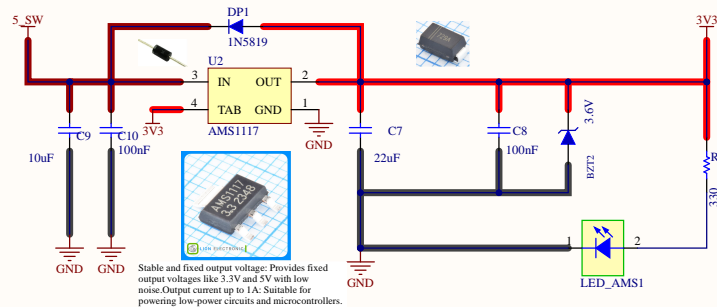 5_SW
DP1
1N5819
3V3
U2
3
IN
OUT
2
4
TAB
GND
1
3V3
AMS1117
GND
C9
10uF
C10
100nF
C7
22uF
C8
100nF
3.6V
BZT2
R
330
AMS1117
3.3 2348
LION ELECTRONIC
1
2
LED_AMS1
GND
GND
GND
Stable and fixed output voltage: Provides fixed
output voltages like 3.3V and 5V with low
noise.Output current up to 1A: Suitable for
powering low-power circuits and microcontrollers.